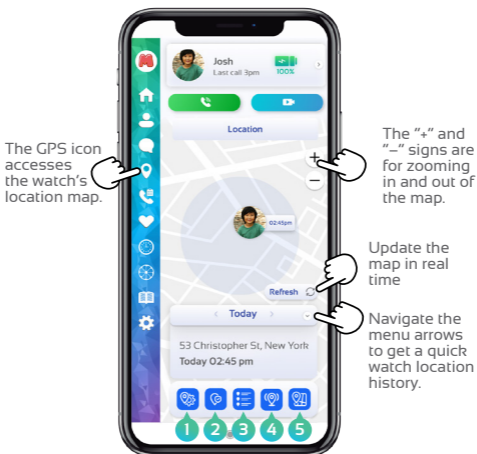 Josh
Last call 3pm
100%
Location
The GPS icon
accesses
the watch's
location map.
+
−
The "+" and
"−" signs are
for zooming
in and out of
the map.
02:45pm
Update the
map in real
time
Refresh
< Today >
Navigate the
menu arrows
to get a quick
watch location
history.
53 Christopher St, New York
Today 02:45 pm
1 2 3 4 5